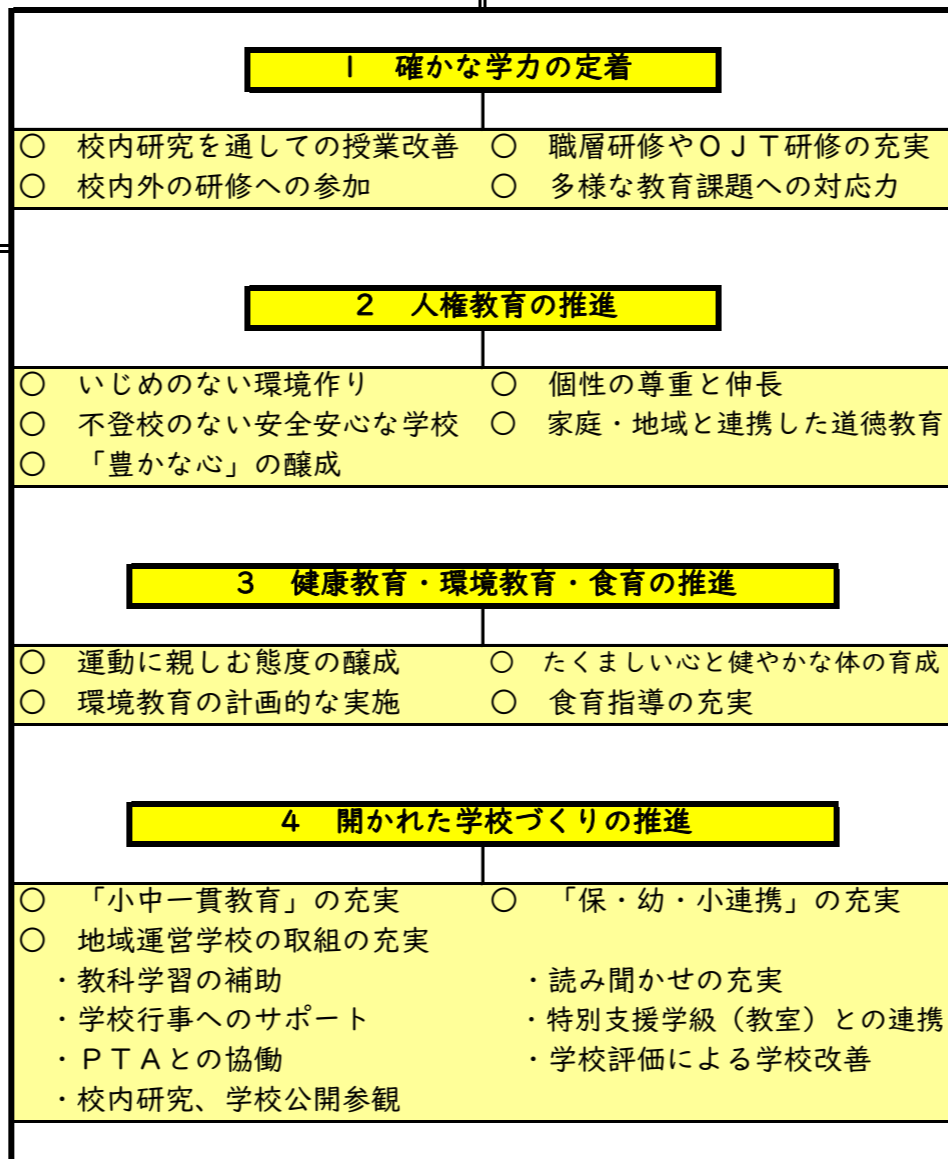 １　確かな学力の定着
○　校内研究を通しての授業改善　○　職層研修やＯＪＴ研修の充実
○　校内外の研修への参加　○　多様な教育課題への対応力
２　人権教育の推進
○　いじめのない環境作り　○　個性の尊重と伸長
○　不登校のない安全安心な学校　○　家庭・地域と連携した道徳教育
○　「豊かな心」の醸成
３　健康教育・環境教育・食育の推進
○　運動に親しむ態度の醸成　○　たくましい心と健やかな体の育成
○　環境教育の計画的な実施　○　食育指導の充実
４　開かれた学校づくりの推進
○　「小中一貫教育」の充実　○　「保・幼・小連携」の充実
○　地域運営学校の取組の充実
・教科学習の補助　・読み聞かせの充実
・学校行事へのサポート　・特別支援学級（教室）との連携
・ＰＴＡとの協働　・学校評価による学校改善
・校内研究、学校公開参観